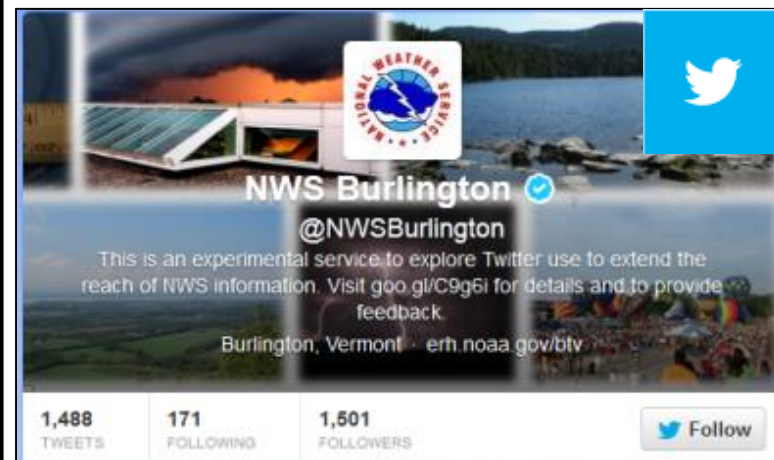 NATIONAL WEATHER SERVICE
NWS Burlington
@NWSBurlington
This is an experimental service to explore Twitter use to extend the
reach of NWS information. Visit goo.gl/C9g6i for details and to provide
feedback.
Burlington, Vermont · erh.noaa.gov/btv
1,488
TWEETS
171
FOLLOWING
1,501
FOLLOWERS
Follow